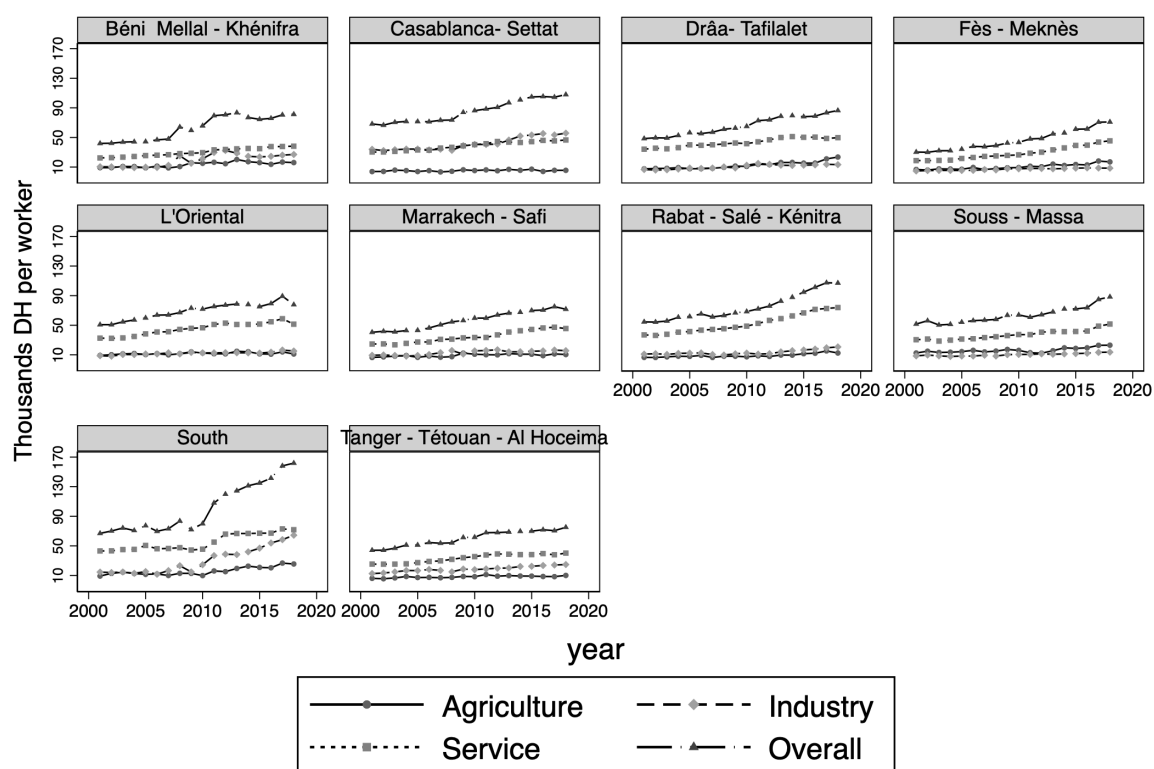 Béni Mellal - Khénifra
Casablanca- Settat
Drâa- Tafilalet
Fès - Meknès
170
130
90
50
10
L'Oriental
Marrakech - Safi
Rabat - Salé - Kénitra
Souss - Massa
170
130
90
50
10
2000 2005 2010 2015 2020
2000 2005 2010 2015 2020
South
Tanger - Tétouan - Al Hoceima
170
130
90
50
10
2000 2005 2010 2015 2020
2000 2005 2010 2015 2020
Thousands DH per worker
year
Agriculture
Industry
Service
Overall